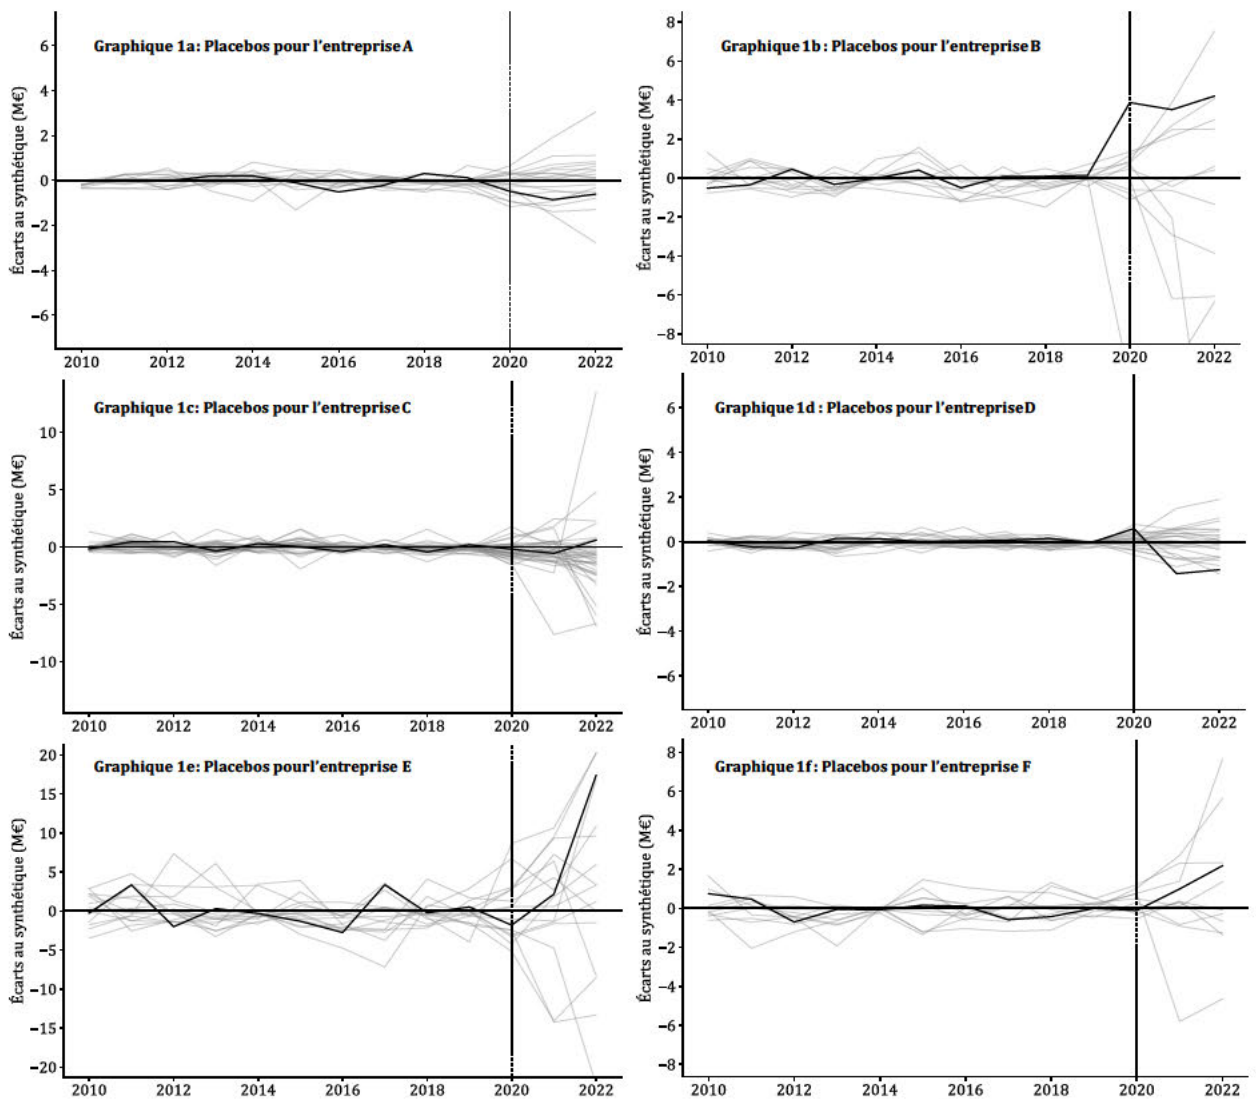 Graphique 1a: Placebos pour l'entreprise A
Écarts au synthétique (M€)
6
4
2
0
−2
−4
−6
2010 2012 2014 2016 2018 2020 2022
Graphique 1b : Placebos pour l'entreprise B
Écarts au synthétique (M€)
8
6
4
2
0
−2
−4
−6
−8
2010 2012 2014 2016 2018 2020 2022
Graphique 1c: Placebos pour l'entreprise C
Écarts au synthétique (M€)
10
5
0
−5
−10
2010 2012 2014 2016 2018 2020 2022
Graphique 1d : Placebos pour l'entreprise D
Écarts au synthétique (M€)
6
4
2
0
−2
−4
−6
2010 2012 2014 2016 2018 2020 2022
Graphique 1e: Placebos pour l'entreprise E
Écarts au synthétique (M€)
20
15
10
5
0
−5
−10
−15
−20
2010 2012 2014 2016 2018 2020 2022
Graphique 1f: Placebos pour l'entreprise F
Écarts au synthétique (M€)
8
6
4
2
0
−2
−4
−6
−8
2010 2012 2014 2016 2018 2020 2022